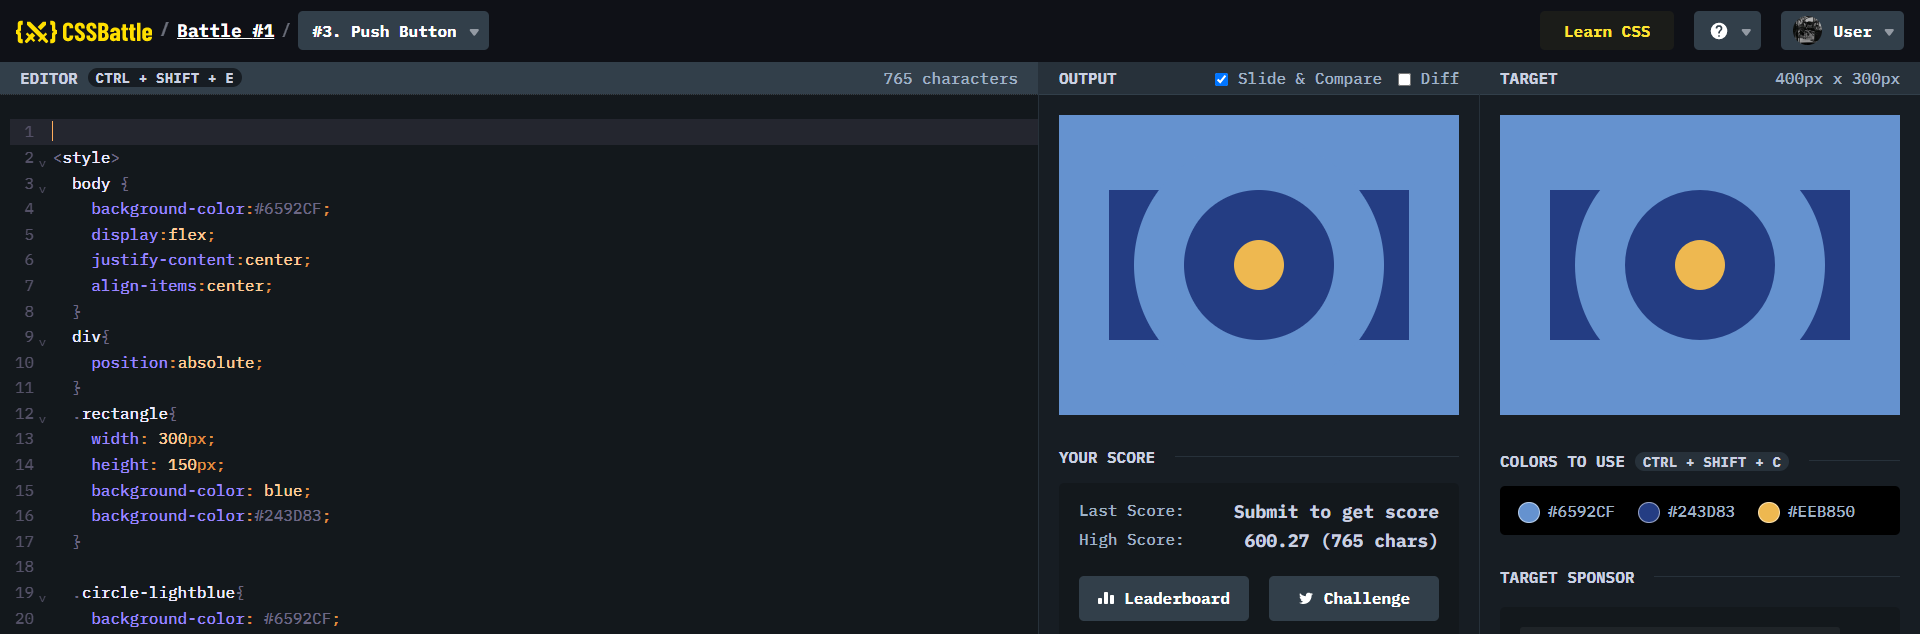 {X} CSSBattle / Battle #1 / #3. Push Button
Learn CSS
?
User
EDITOR CTRL + SHIFT + E
765 characters
OUTPUT
Slide & Compare
Diff
TARGET
400px x 300px
1
2 <style>
3 body {
4 background-color:#6592CF;
5 display:flex;
6 justify-content:center;
7 align-items:center;
8 }
9 div{
10 position:absolute;
11 }
12 .rectangle{
13 width: 300px;
14 height: 150px;
15 background-color: blue;
16 background-color:#243D83;
17 }
18
19 .circle-lightblue{
20 background-color: #6592CF;
YOUR SCORE
Last Score: Submit to get score
High Score: 600.27 (765 chars)
Leaderboard
Challenge
COLORS TO USE CTRL + SHIFT + C
#6592CF #243D83 #EEB850
TARGET SPONSOR